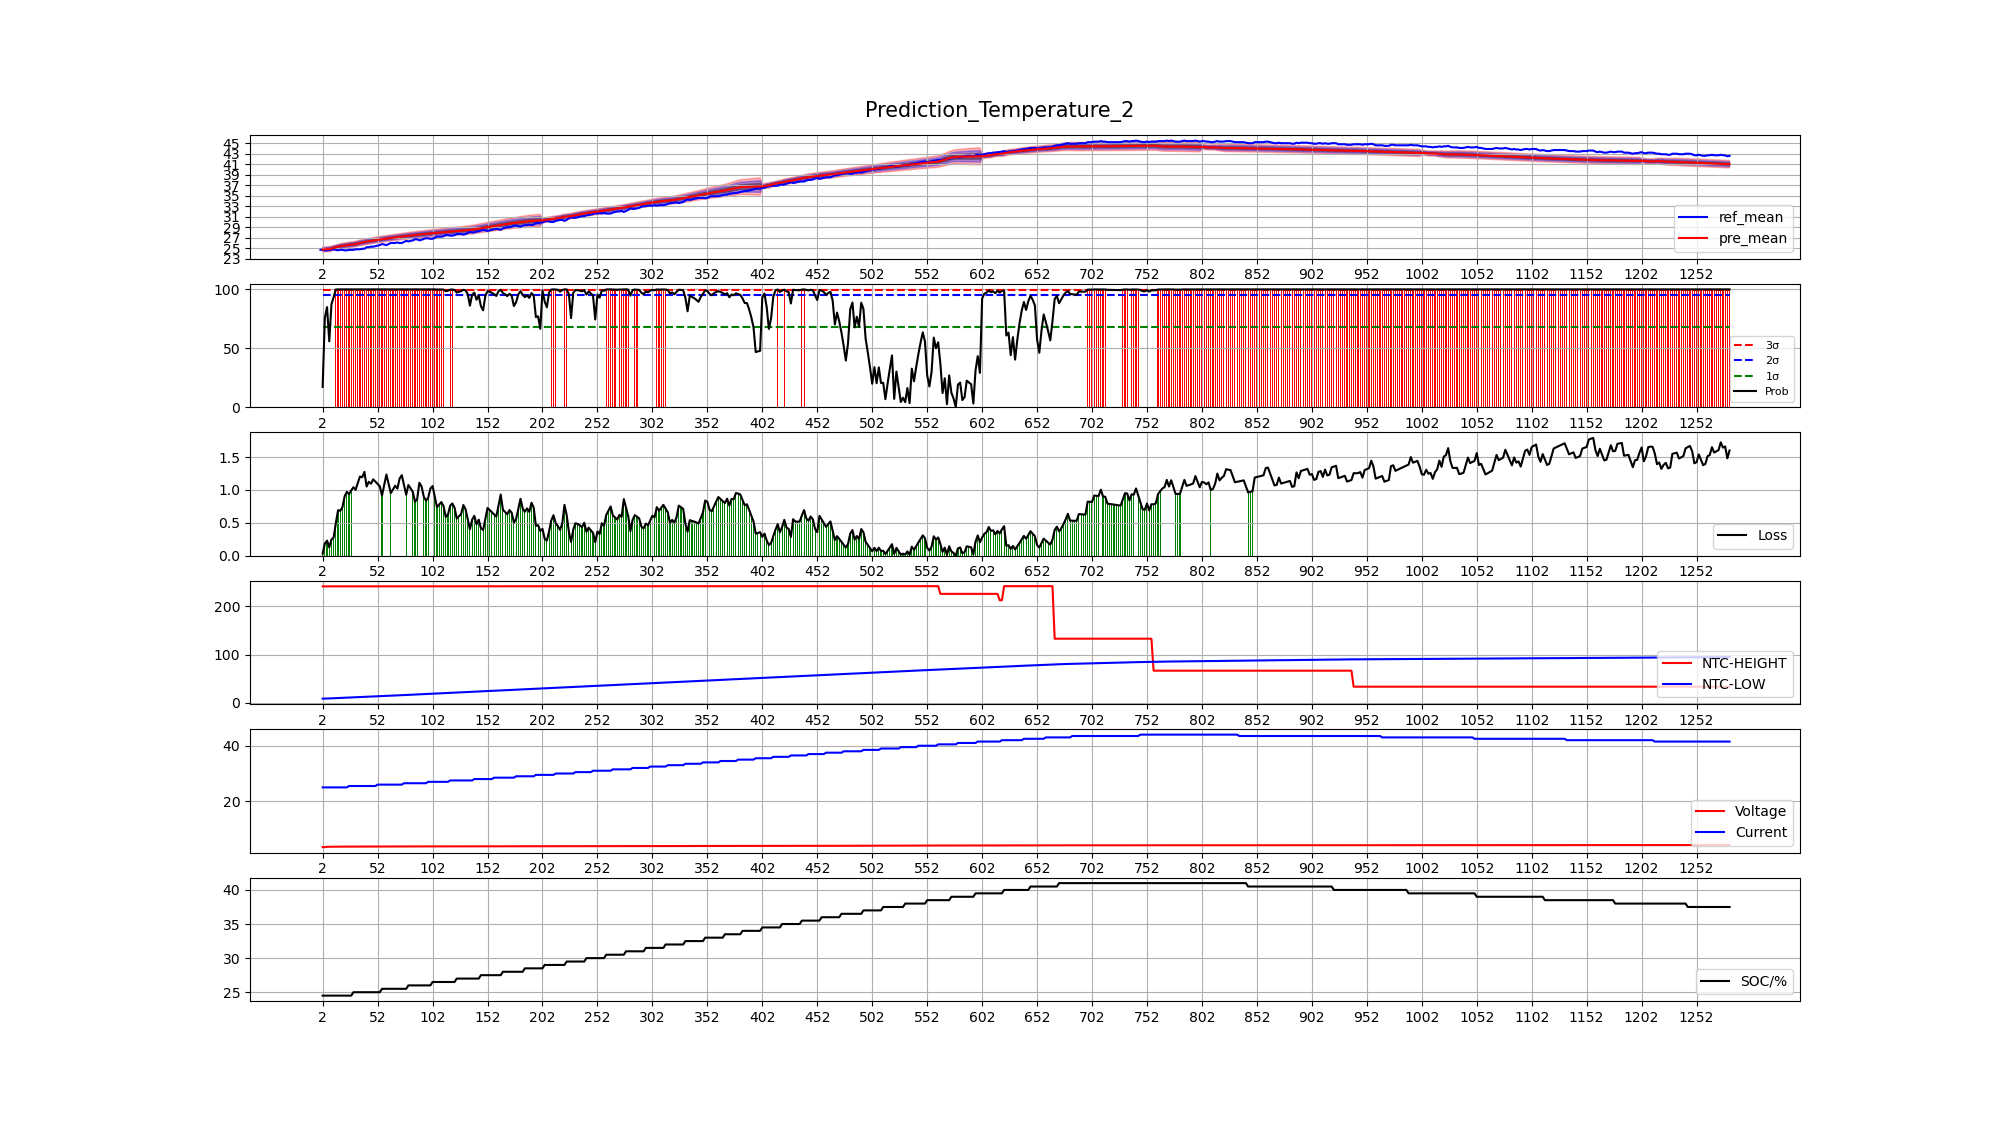 Prediction_Temperature_2
45
43
41
39
37
35
33
31
29
27
25
23
ref_mean
pre_mean
2 52 102 152 202 252 302 352 402 452 502 552 602 652 702 752 802 852 902 952 1002 1052 1102 1152 1202 1252
100
50
0
3σ
2σ
1σ
Prob
2 52 102 152 202 252 302 352 402 452 502 552 602 652 702 752 802 852 902 952 1002 1052 1102 1152 1202 1252
1.5
1.0
0.5
0.0
Loss
2 52 102 152 202 252 302 352 402 452 502 552 602 652 702 752 802 852 902 952 1002 1052 1102 1152 1202 1252
200
100
0
NTC-HEIGHT
NTC-LOW
2 52 102 152 202 252 302 352 402 452 502 552 602 652 702 752 802 852 902 952 1002 1052 1102 1152 1202 1252
40
20
Voltage
Current
2 52 102 152 202 252 302 352 402 452 502 552 602 652 702 752 802 852 902 952 1002 1052 1102 1152 1202 1252
40
35
30
25
SOC/%
2 52 102 152 202 252 302 352 402 452 502 552 602 652 702 752 802 852 902 952 1002 1052 1102 1152 1202 1252